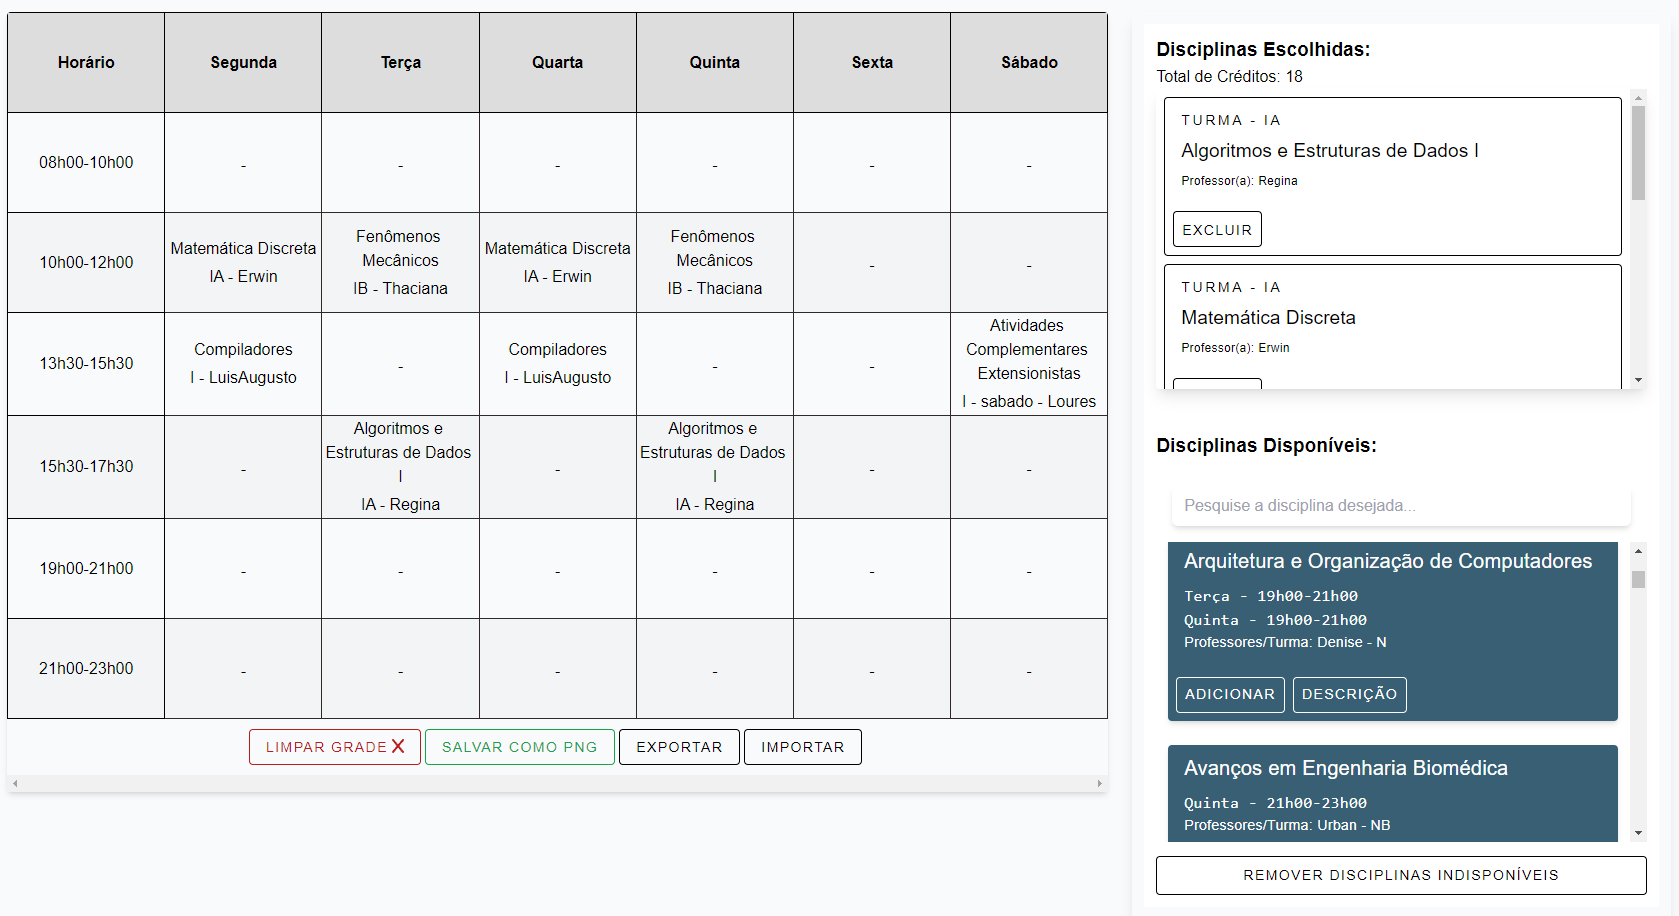 Horário Segunda Terça Quarta Quinta Sexta Sábado
08h00-10h00 - - - - - -
10h00-12h00
Matemática Discreta
IA - Erwin
Fenômenos
Mecânicos
IB - Thaciana
Matemática Discreta
IA - Erwin
Fenômenos
Mecânicos
IB - Thaciana
-
-
13h30-15h30
Compiladores
I - LuisAugusto
-
Compiladores
I - LuisAugusto
-
-
Atividades
Complementares
Extensionistas
I - sabado - Loures
15h30-17h30
-
Algoritmos e
Estruturas de Dados
I
IA - Regina
-
Algoritmos e
Estruturas de Dados
I
IA - Regina
-
-
19h00-21h00 - - - - - -
21h00-23h00 - - - - - -
LIMPAR GRADE X SALVAR COMO PNG EXPORTAR IMPORTAR
Disciplinas Escolhidas:
Total de Créditos: 18
TURMA - IA
Algoritmos e Estruturas de Dados I
Professor(a): Regina
EXCLUIR
TURMA - IA
Matemática Discreta
Professor(a): Erwin
Disciplinas Disponíveis:
Pesquise a disciplina desejada...
Arquitetura e Organização de Computadores
Terça - 19h00-21h00
Quinta - 19h00-21h00
Professores/Turma: Denise - N
ADICIONAR DESCRIÇÃO
Avanços em Engenharia Biomédica
Quinta - 21h00-23h00
Professores/Turma: Urban - NB
REMOVER DISCIPLINAS INDISPONÍVEIS